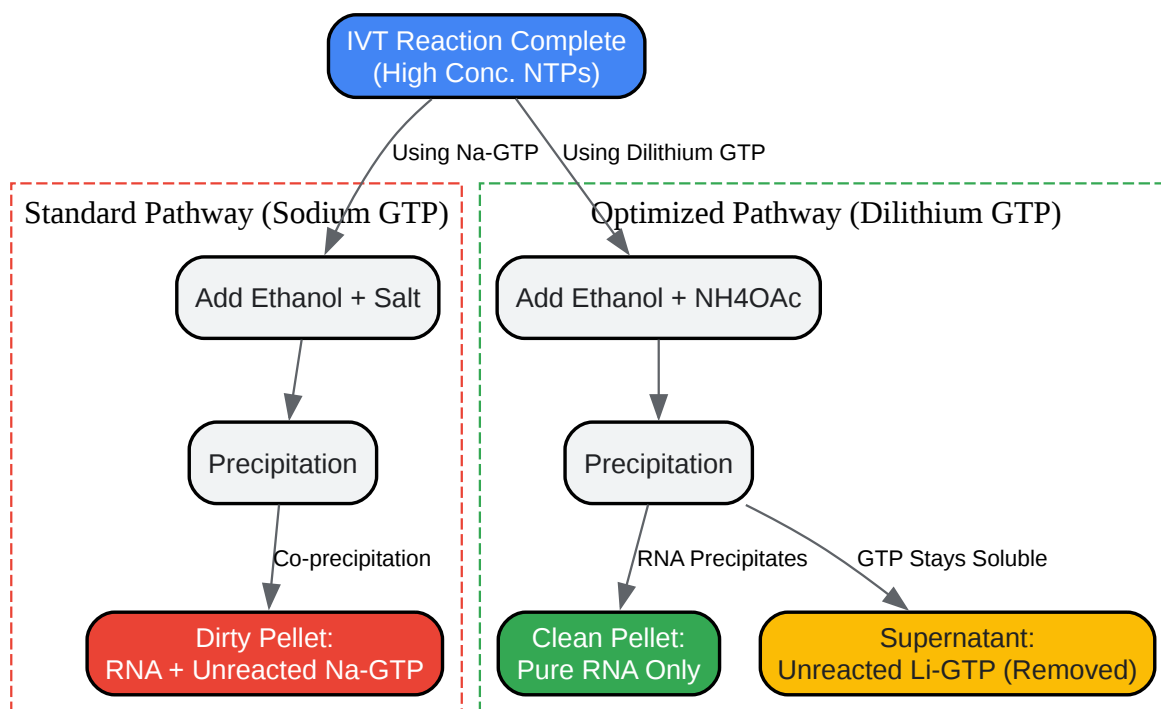 IVT Reaction Complete
(High Conc. NTPs)
Using Na-GTP
Using Dilithium GTP
Standard Pathway (Sodium GTP)
Optimized Pathway (Dilithium GTP)
Add Ethanol + Salt
Add Ethanol + NH4OAc
Precipitation
Precipitation
Co-precipitation
RNA Precipitates
GTP Stays Soluble
Dirty Pellet:
RNA + Unreacted Na-GTP
Clean Pellet:
Pure RNA Only
Supernatant:
Unreacted Li-GTP (Removed)